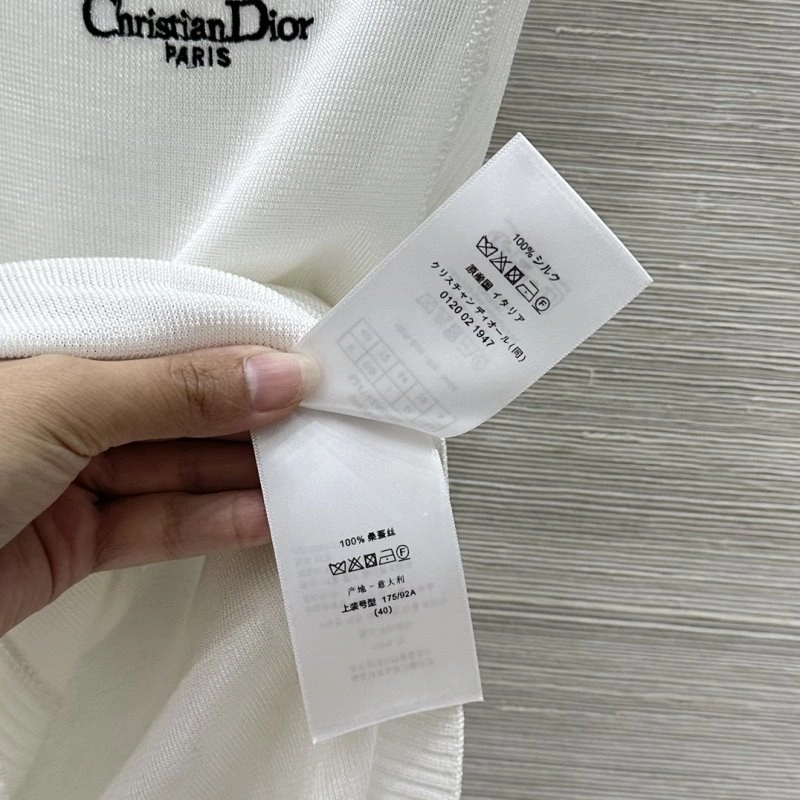 Christian Dior
PARIS
100% シルク
原産国 イタリア
クリスチャン ディオール(同)
0120 02 1947
100% 桑蚕丝
F
产地 - 意大利
上装号型 175/92A
(40)